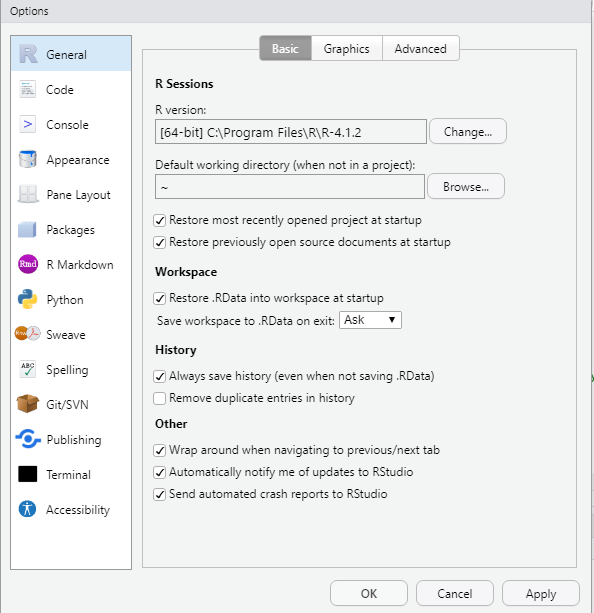 Options
General
Code
Console
Appearance
Pane Layout
Packages
Rmd R Markdown
Python
Sweave
ABC Spelling
Git/SVN
Publishing
Terminal
Accessibility
Basic Graphics Advanced
R Sessions
R version:
[64-bit] C:\Program Files\R\R-4.1.2 Change...
Default working directory (when not in a project):
~ Browse...
Restore most recently opened project at startup
Restore previously open source documents at startup
Workspace
Restore .RData into workspace at startup
Save workspace to .RData on exit: Ask
History
Always save history (even when not saving .RData)
Remove duplicate entries in history
Other
Wrap around when navigating to previous/next tab
Automatically notify me of updates to RStudio
Send automated crash reports to RStudio
OK Cancel Apply